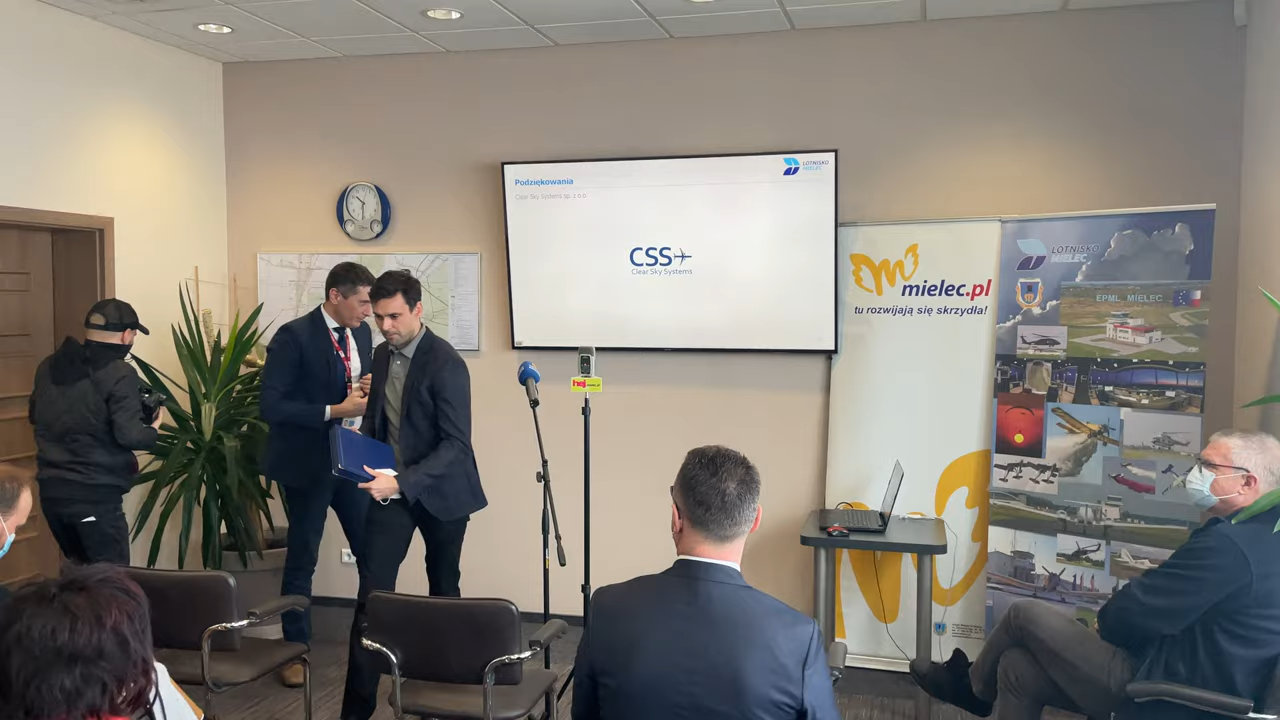 Podziękowania
Clear Sky Systems sp. z o.o.
LOTNISKO
MIELEC
CSS
Clear Sky Systems
hej
mielec.pl
tu rozwijają się skrzydła!
LOTNISKO
MIELEC
EPML MIELEC